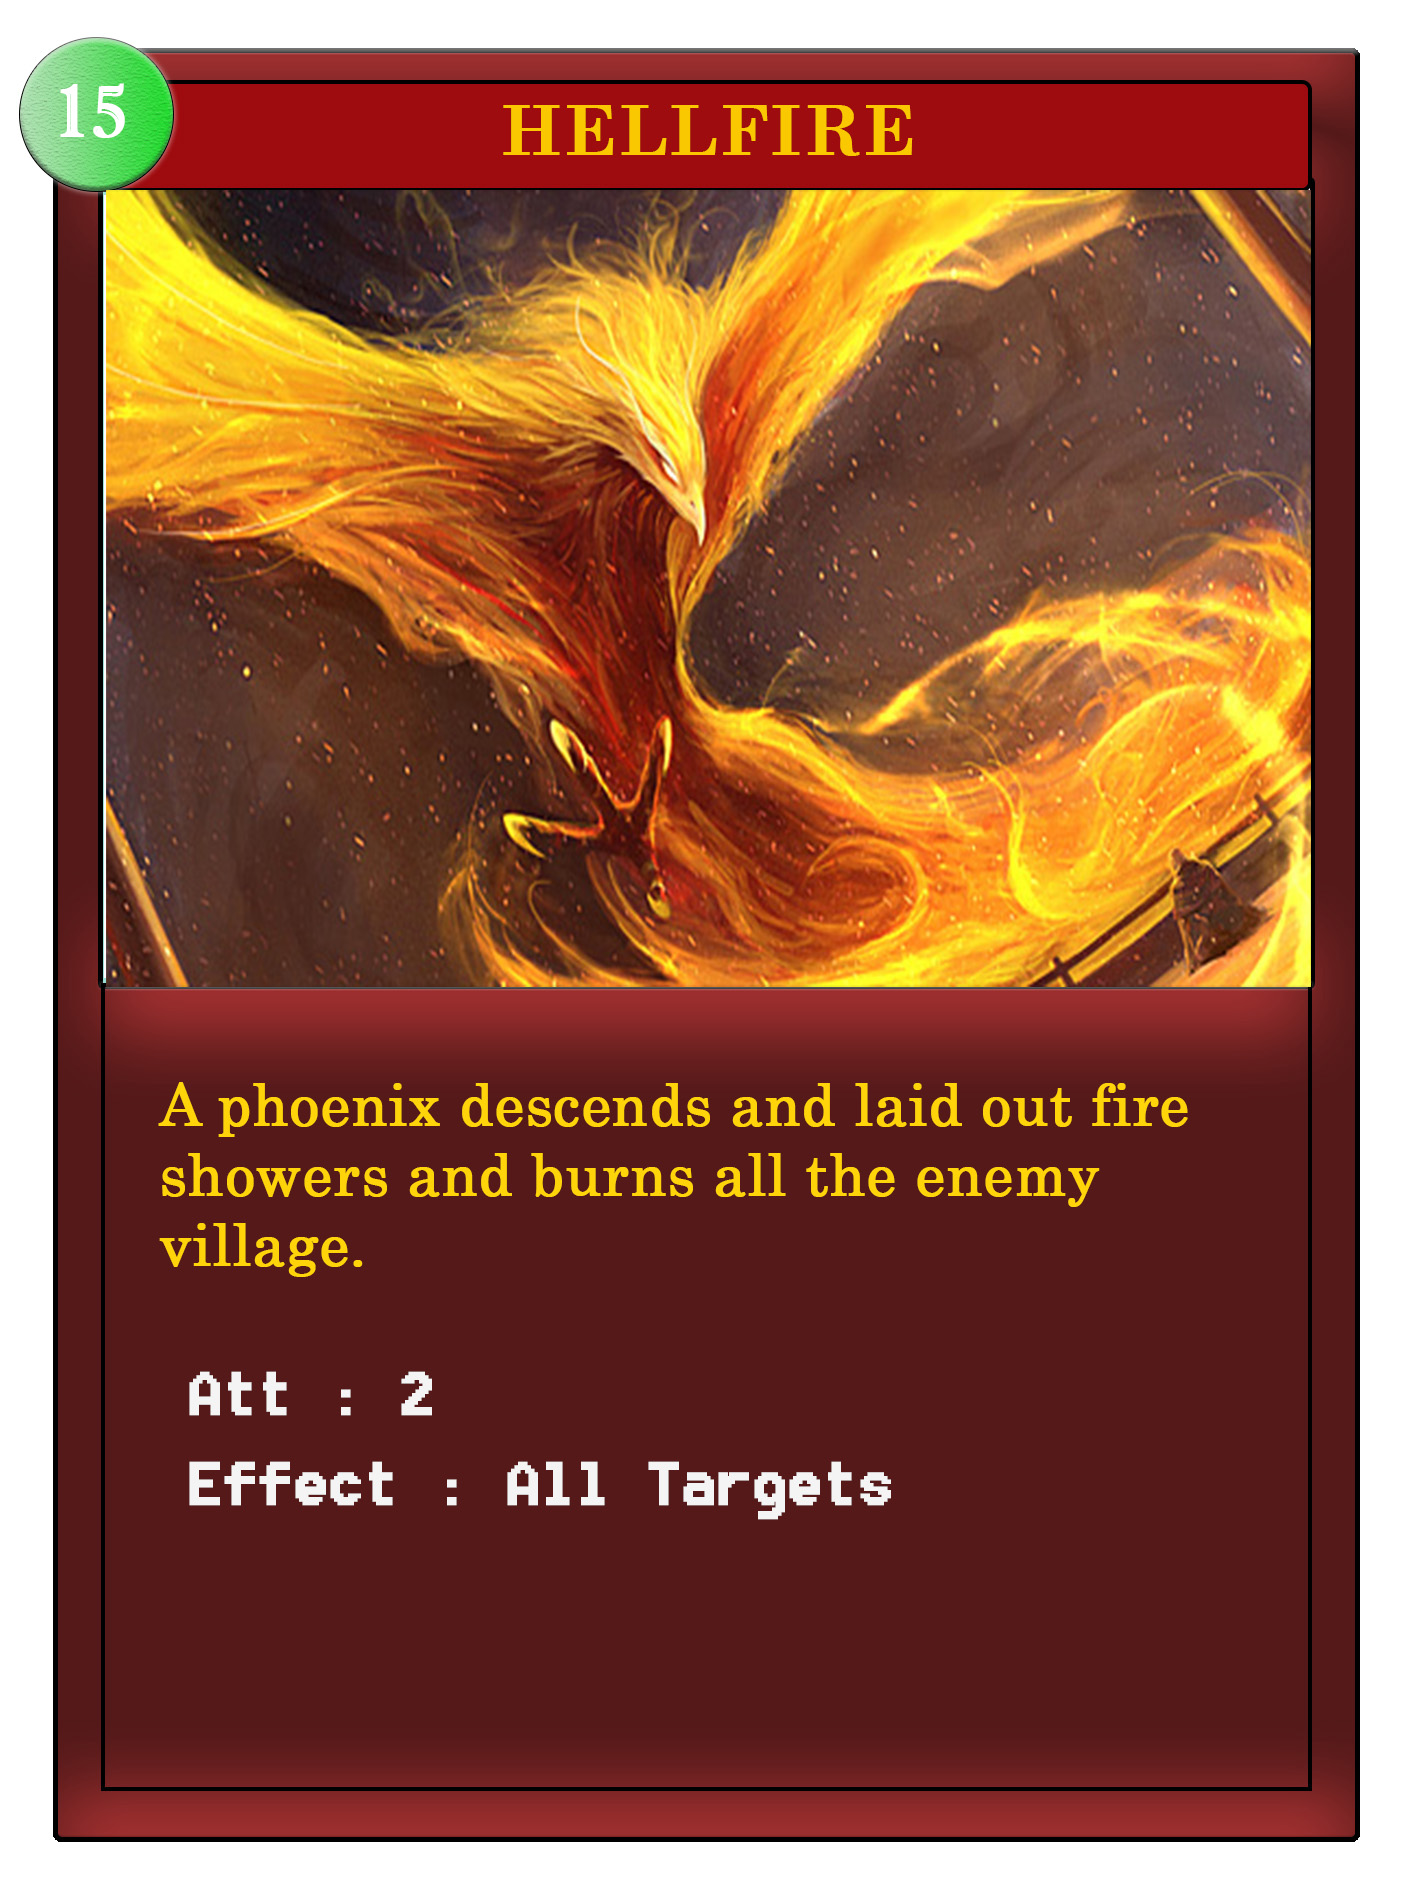 15
HELLFIRE
A phoenix descends and laid out fire
showers and burns all the enemy
village.
Att : 2
Effect : All Targets